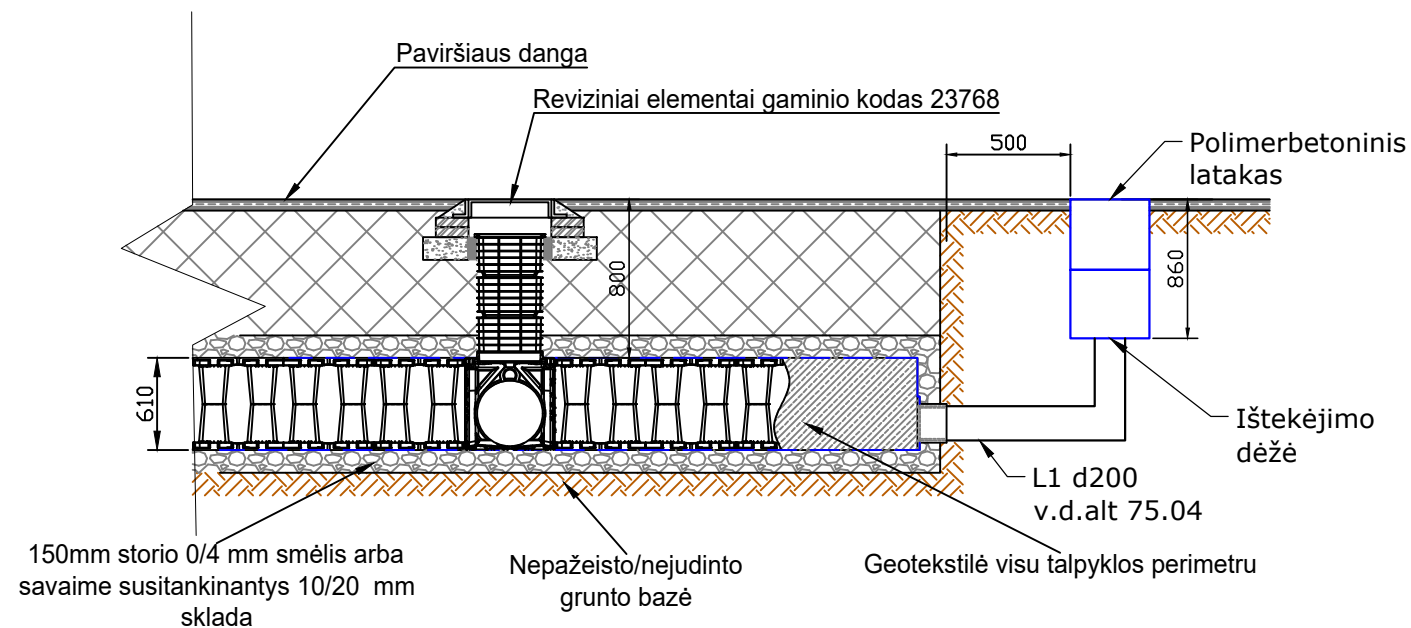 Paviršiaus danga
Reviziniai elementai gaminio kodas 23768
500
Polimerbetoninis
latakas
800
860
610
Ištekėjimo
dėžė
L1 d200
v.d.alt 75.04
150mm storio 0/4 mm smėlis arba
savaime susitankinantys 10/20 mm
sklada
Nepažeisto/nejudinto
grunto bazė
Geotekstilė visu talpyklos perimetru